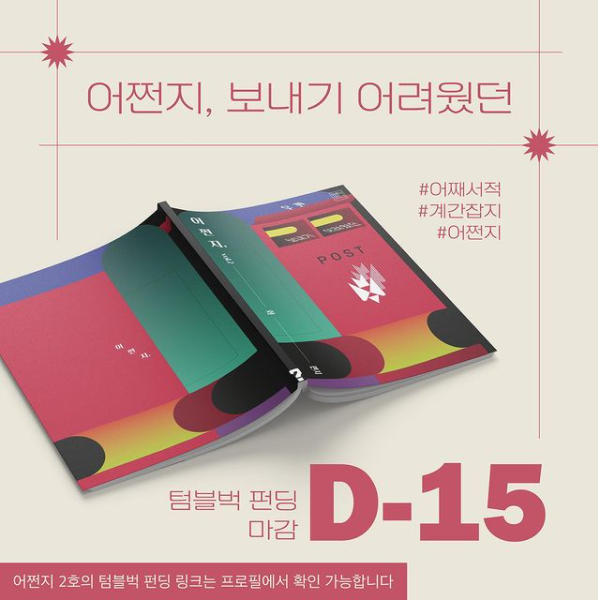 어쩐지, 보내기 어려웠던
#어째서적
#계간잡지
#어쩐지
어쩐지,
POST
어쩐지.
텀블벅 펀딩
마감
D-15
어쩐지 2호의 텀블벅 펀딩 링크는 프로필에서 확인 가능합니다